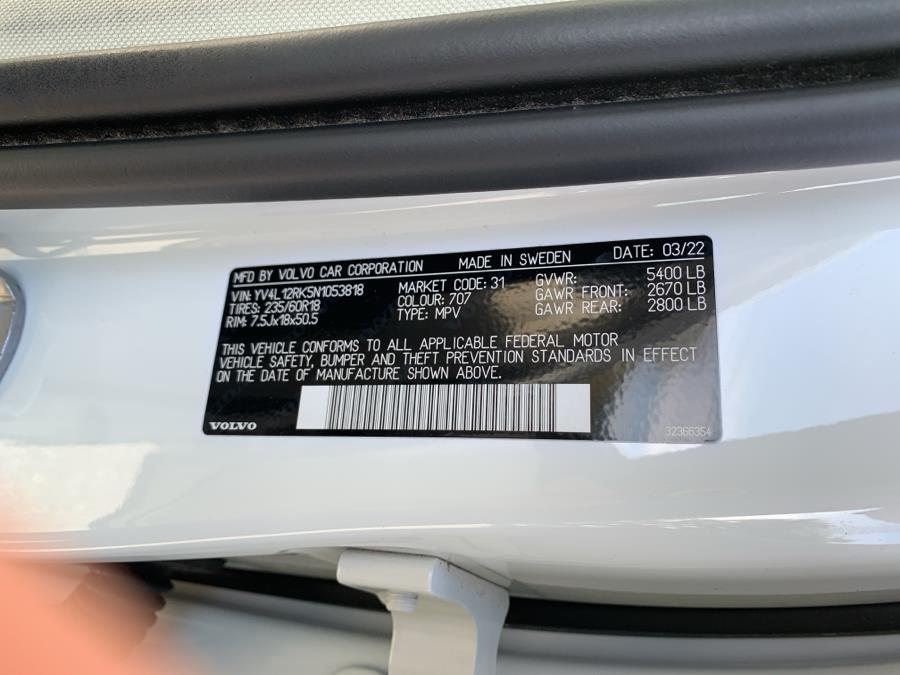 MFD BY VOLVO CAR CORPORATION MADE IN SWEDEN DATE: 03/22
VIN: YV4L12RK5N1053818 MARKET CODE: 31 GVWR: 5400 LB
TIRES: 235/60R18 COLOUR: 707 GAWR FRONT: 2670 LB
RIM: 7.5Jx18x50.5 TYPE: MPV GAWR REAR: 2800 LB
THIS VEHICLE CONFORMS TO ALL APPLICABLE FEDERAL MOTOR
VEHICLE SAFETY, BUMPER AND THEFT PREVENTION STANDARDS IN EFFECT
ON THE DATE OF MANUFACTURE SHOWN ABOVE.
VOLVO 32366354